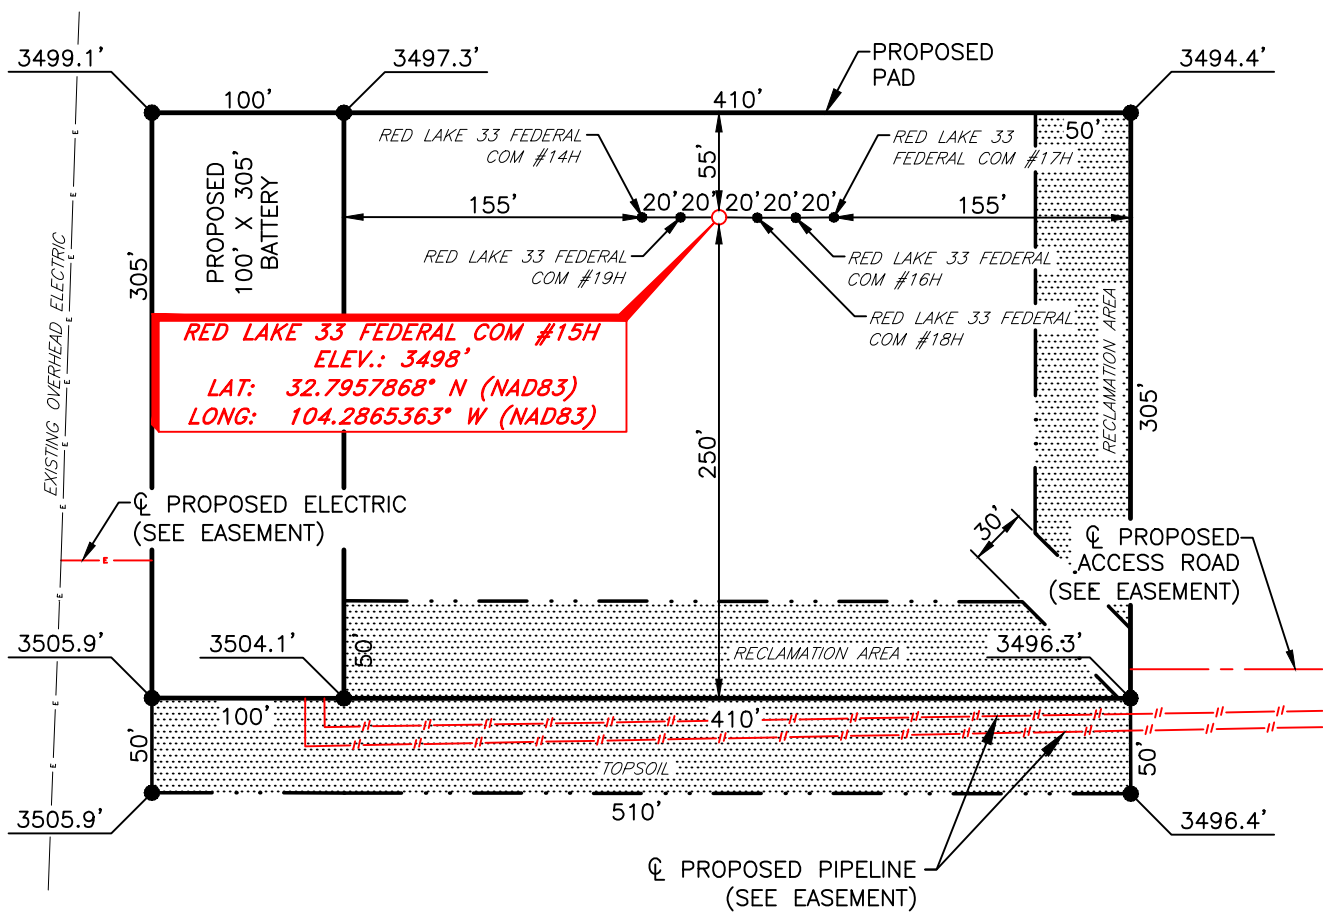 3499.1'
3497.3'
PROPOSED
PAD
3494.4'
100'
410'
50'
RED LAKE 33 FEDERAL
COM #14H
RED LAKE 33
FEDERAL COM #17H
55'
PROPOSED
100' X 305'
BATTERY
155'
20'
20'
20'
20'
20'
155'
RED LAKE 33 FEDERAL
COM #19H
RED LAKE 33 FEDERAL
COM #16H
RED LAKE 33 FEDERAL
COM #18H
305'
EXISTING OVERHEAD ELECTRIC
E
E
E
E
E
E
E
E
RED LAKE 33 FEDERAL COM #15H
ELEV.: 3498'
LAT: 32.7957868° N (NAD83)
LONG: 104.2865363° W (NAD83)
RECLAMATION AREA
305'
250'
℄ PROPOSED ELECTRIC
(SEE EASEMENT)
E
30'
℄ PROPOSED
ACCESS ROAD
(SEE EASEMENT)
3505.9'
3504.1'
50'
RECLAMATION AREA
3496.3'
100'
410'
50'
50'
TOPSOIL
3505.9'
510'
3496.4'
℄ PROPOSED PIPELINE
(SEE EASEMENT)